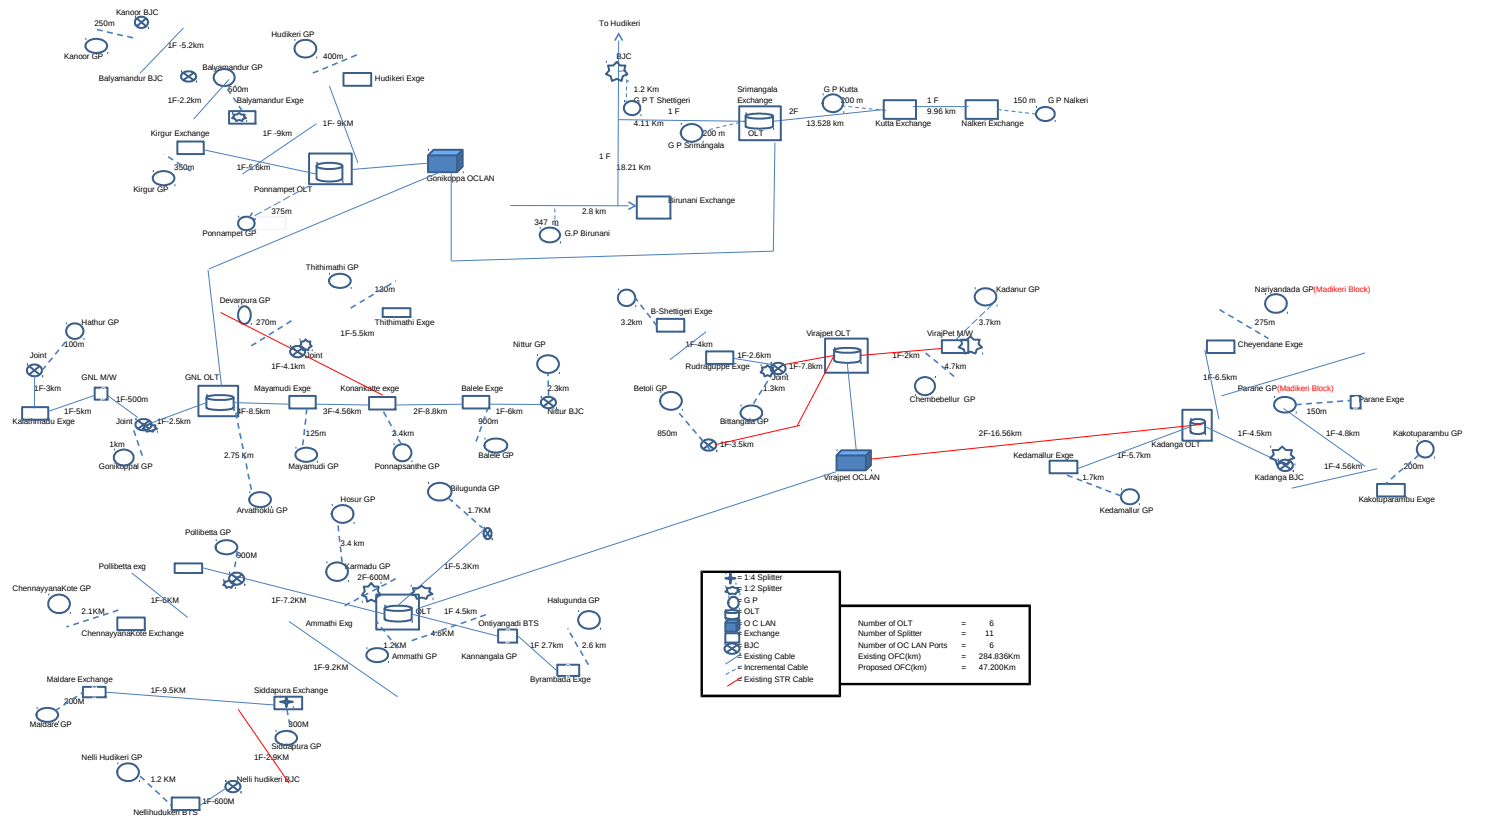 Kanoor BJC
250m
Kanoor GP
1F -5.2km
Balyamandur BJC
Balyamandur GP
500m
1F-2.2km
Balyamandur Exge
Hudikeri GP
400m
Hudikeri Exge
1F- 9KM
1F -9km
Kirgur Exchange
350m
Kirgur GP
1F-5.6km
Ponnampet OLT
375m
Ponnampet GP
Gonikoppa OCLAN
To Hudikeri
BJC
1.2 Km
G P T Shettigeri
1 F
4.11 Km
Srimangala
Exchange
200 m
OLT
G P Srimangala
2F
13.528 km
G P Kutta
200 m
Kutta Exchange
1 F
9.96 km
Nalkeri Exchange
150 m
G P Nalkeri
1 F
18.21 Km
Birunani Exchange
2.8 km
347 m
G.P Birunani
Thithimathi GP
130m
Thithimathi Exge
Devarpura GP
270m
1F-5.5km
Joint
1F-4.1km
Hathur GP
100m
Joint
1F-3km
GNL M/W
1F-500m
1F-5km
Kalathmadu Exge
Joint
1F-2.5km
1km
Gonikoppal GP
GNL OLT
4F-8.5km
Mayamudi Exge
125m
Mayamudi GP
3F-4.56km
Konankatte exge
3.4km
Ponnapsanthe GP
2F-8.8km
Balele Exge
900m
Balele GP
1F-6km
Nittur GP
2.3km
Nittur BJC
2.75 Km
Arvathoklu GP
3.2km
B-Shettigeri Exge
1F-4km
Rudraguppe Exge
1F-2.6km
Joint
1F-7.8km
1.3km
Bittangala GP
Betoli GP
850m
1F-3.5km
Virajpet OLT
1F-2km
VirajPet M/W
Kadanur GP
3.7km
4.7km
Chembebellur GP
Virajpet OCLAN
2F-16.56km
Nariyandada GP(Madikeri Block)
275m
Cheyendane Exge
1F-6.5km
Parane GP(Madikeri Block)
150m
Parane Exge
Kadanga OLT
1F-4.5km
1F-4.8km
Kadanga BJC
1F-4.56km
Kakotuparambu GP
200m
Kakotuparambu Exge
Kedamallur Exge
1F-5.7km
1.7km
Kedamallur GP
Bilugunda GP
1.7KM
1F-5.3Km
Hosur GP
3.4 km
Karmadu GP
2F-600M
Pollibetta GP
900M
Pollibetta exg
1F-7.2KM
ChennayyanaKote GP
2.1KM
1F-6KM
ChennayyanaKote Exchange
Ammathi Exg
OLT
1F 4.5km
1.2KM
Ammathi GP
4.6KM
Kannangala GP
Ontiyangadi BTS
1F 2.7km
Halugunda GP
2.6 km
Byrambada Exge
1F-9.2KM
Maldare Exchange
200M
Maldare GP
1F-9.5KM
Siddapura Exchange
300M
Siddapura GP
1F-2.9KM
Nelli Hudikeri GP
1.2 KM
Nelli hudikeri BJC
1F-600M
Nellihudukeri BTS
= 1:4 Splitter
= 1:2 Splitter
= G P
= OLT
= O C LAN
= Exchange
= BJC
= Existing Cable
= Incremental Cable
= Existing STR Cable
Number of OLT = 6
Number of Splitter = 11
Number of OC LAN Ports = 6
Existing OFC(km) = 284.836Km
Proposed OFC(km) = 47.200Km